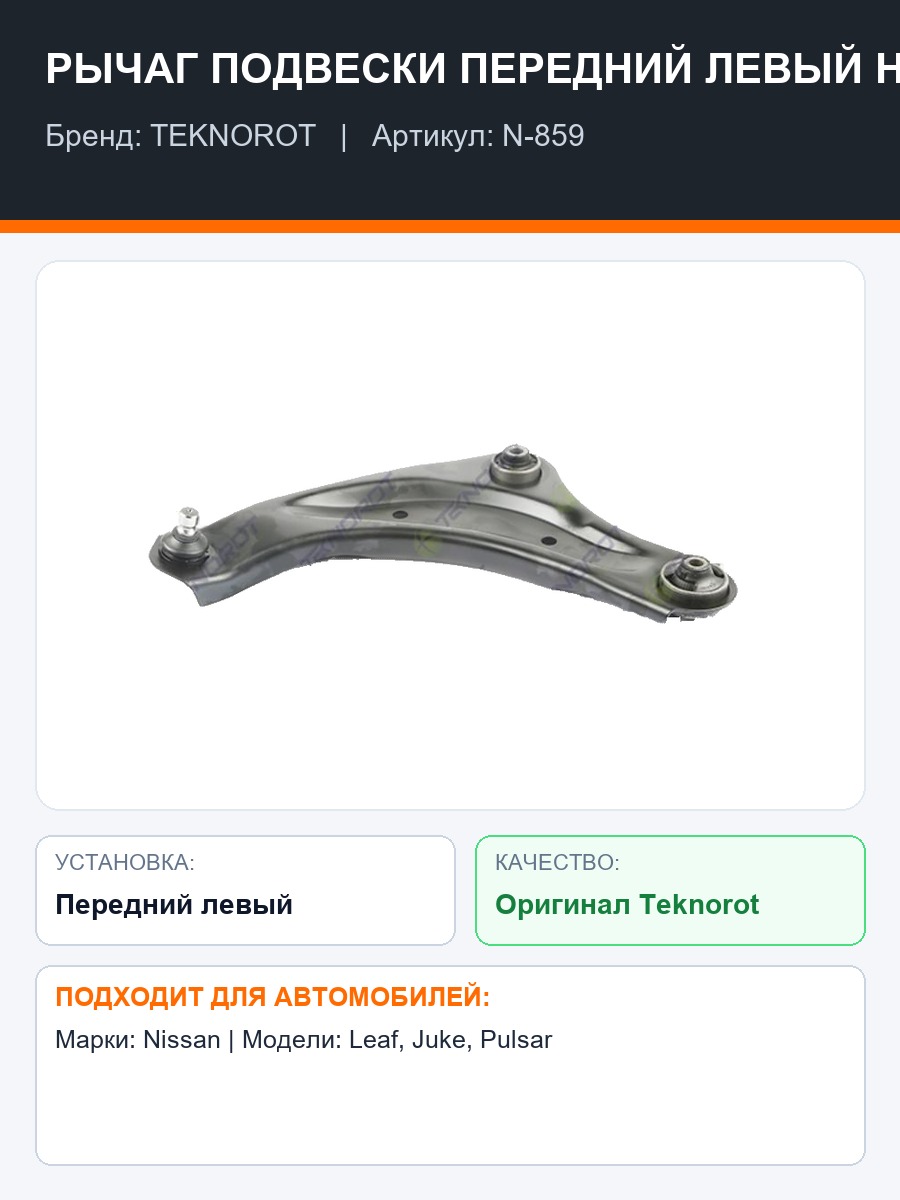 РЫЧАГ ПОДВЕСКИ ПЕРЕДНИЙ ЛЕВЫЙ Н
Бренд: TEKNOROT | Артикул: N-859
TEKNOROT
УСТАНОВКА:
Передний левый
КАЧЕСТВО:
Оригинал Teknorot
ПОДХОДИТ ДЛЯ АВТОМОБИЛЕЙ:
Марки: Nissan | Модели: Leaf, Juke, Pulsar